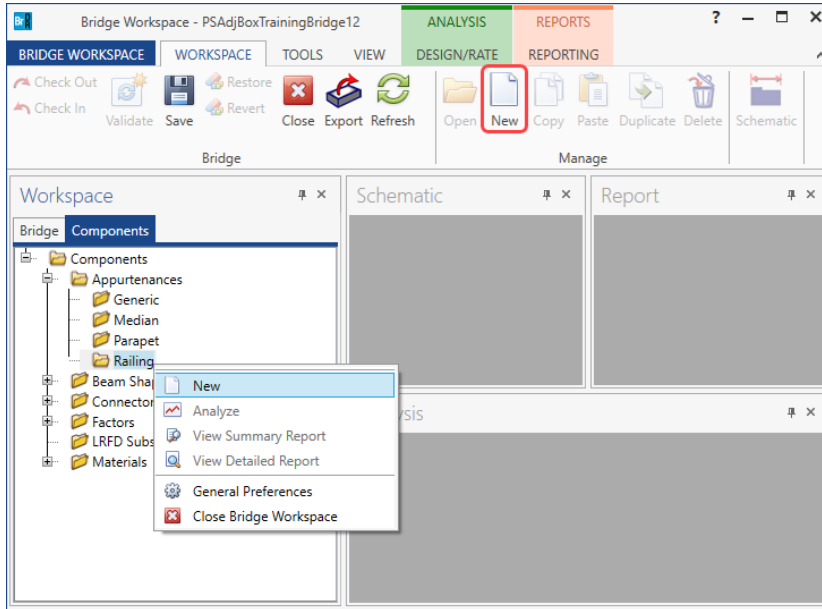 Br Bridge Workspace - PSAdjBoxTrainingBridge12 ANALYSIS REPORTS ?
BRIDGE WORKSPACE WORKSPACE TOOLS VIEW DESIGN/RATE REPORTING
Check Out
Check In
Validate
Save
Restore
Revert
Close
Export
Refresh
Open
New
Copy
Paste
Duplicate
Delete
Schematic
Bridge
Manage
Workspace
Schematic
Report
Bridge Components
Components
Appurtenances
Generic
Median
Parapet
Railing
Beam Shap
Connector
Factors
LRFD Subs
Materials
New
Analyze
View Summary Report
View Detailed Report
General Preferences
Close Bridge Workspace
ysis